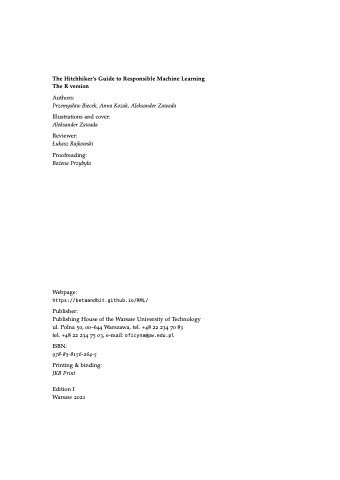 The Hitchhiker's Guide to Responsible Machine Learning
The R version
Authors:
Przemysław Biecek, Anna Kozak, Aleksander Zawada
Illustrations and cover:
Aleksander Zawada
Reviewer:
Łukasz Rajkowski
Proofreading:
Bożena Przybyło
Webpage:
https://betaandbit.github.io/RML/
Publisher:
Publishing House of the Warsaw University of Technology
ul. Polna 50, 00-644 Warszawa, tel. +48 22 234 70 83
tel. +48 22 234 75 03, e-mail: oficyna@pw.edu.pl
ISBN:
978-83-8156-264-5
Printing & binding:
JKB Print
Edition I
Warsaw 2021